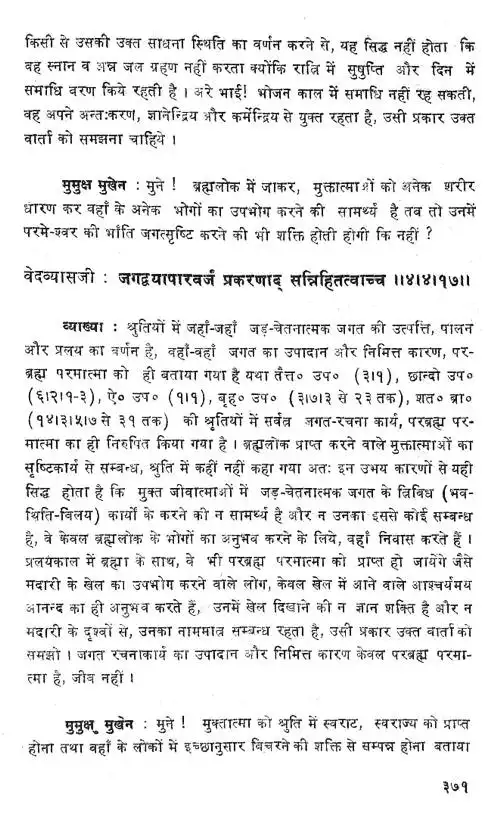 किसी से उसकी उक्त साधना स्थिति का वर्णन करने से, यह सिद्ध नहीं होता कि
वह स्नान व अन्न जल ग्रहण नहीं करता क्योंकि रात्रि में सुषुप्ति और दिन में
समाधि वरण किये रहती है । अरे भाई! भोजन काल में समाधि नहीं रह सकती,
वह अपने अन्त:करण, ज्ञानेन्द्रिय और कर्मेन्द्रिय से युक्त रहता है, उसी प्रकार उक्त
वार्ता को समझना चाहिये ।
मुमुक्ष मुखेन : मुने ! ब्रह्मलोक में जाकर, मुक्तात्माओं को अनेक शरीर
धारण कर वहाँ के अनेक भोगों का उपभोग करने की सामर्थ्य है तव तो उनमें
परमे-श्वर की भाँति जगत्सृष्टि करने की भी शक्ति होती होगी कि नहीं ?
वेदव्यासजी : जगद्वयापारवर्जं प्रकरणाद् सन्निहितत्वाच्च ॥४।४।१७॥
व्याख्या : श्रुतियों में जहाँ-जहाँ जड़-चेतनात्मक जगत की उत्पत्ति, पालन
और प्रलय का वर्णन है, वहाँ-वहाँ जगत का उपादान और निमित्त कारण, पर-
ब्रह्म परमात्मा को ही बताया गया है यथा तैत्त० उप० (३।१), छान्दो उप०
(६।२।१-३), ऐ० उप० (१।१), वृह० उप० (३।७।३ से २३ तक), शत० ब्रा०
(१४।३।५।७ से ३१ तक) की श्रुतियों में सर्वत्र जगत-रचना कार्य, परब्रह्म पर-
मात्मा का ही निरुपित किया गया है । ब्रह्मलोक प्राप्त करने वाले मुक्तात्माओं का
सृष्टिकार्य से सम्बन्ध, श्रुति में कहीं नहीं कहा गया अतः इन उभय कारणों से यही
सिद्ध होता है कि मुक्त जीवात्माओं में जड़-चेतनात्मक जगत के त्रिविध (भव-
थिति-विलय) कार्यों के करने की न सामर्थ्य है और न उनका इससे कोई सम्बन्ध
है, वे केवल ब्रह्मलोक के भोगों का अनुभव करने के लिये, वहाँ निवास करते हैं ।
प्रलयकाल में ब्रह्मा के साथ, वे भी परब्रह्म परमात्मा को प्राप्त हो जायेंगे जैसे
मदारी के खेल का उपभोग करने वाले लोग, केवल खेल में आने वाले आश्चर्यमय
आनन्द का ही अनुभव करते हैं, उनमें खेल दिखाने की न ज्ञान शक्ति है और न
मदारी के दृश्यों से, उनका नाममात्र सम्बन्ध रहता है, उसी प्रकार उक्त वार्ता को
समझो । जगत रचनाकार्य का उपादान और निमित्त कारण केवल परब्रह्म परमा-
त्मा है, जीव नहीं ।
मुमुक्षु मुखेन : मुने ! मुक्तात्मा को श्रुति में स्वराट, स्वराज्य को प्राप्त
होना तथा वहाँ के लोकों में इच्छानुसार विचरने की शक्ति से सम्पन्न होना बताया
३७१